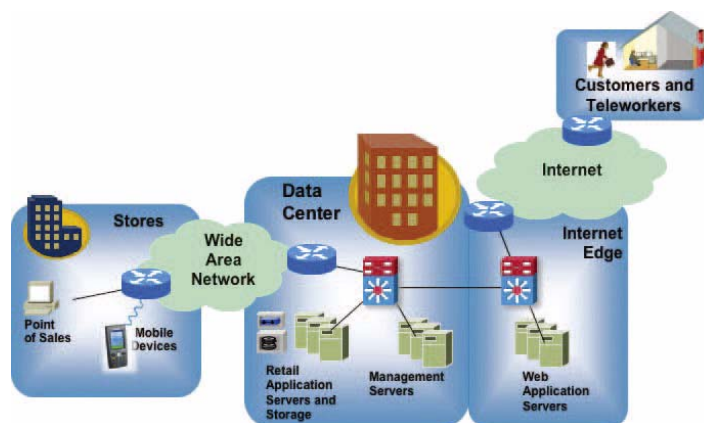 Customers and
Teleworkers
Internet
Data
Center
Internet
Edge
Stores
Wide
Area
Network
Point
of Sales
Mobile
Devices
Retail
Application
Servers and
Storage
Management
Servers
Web
Application
Servers